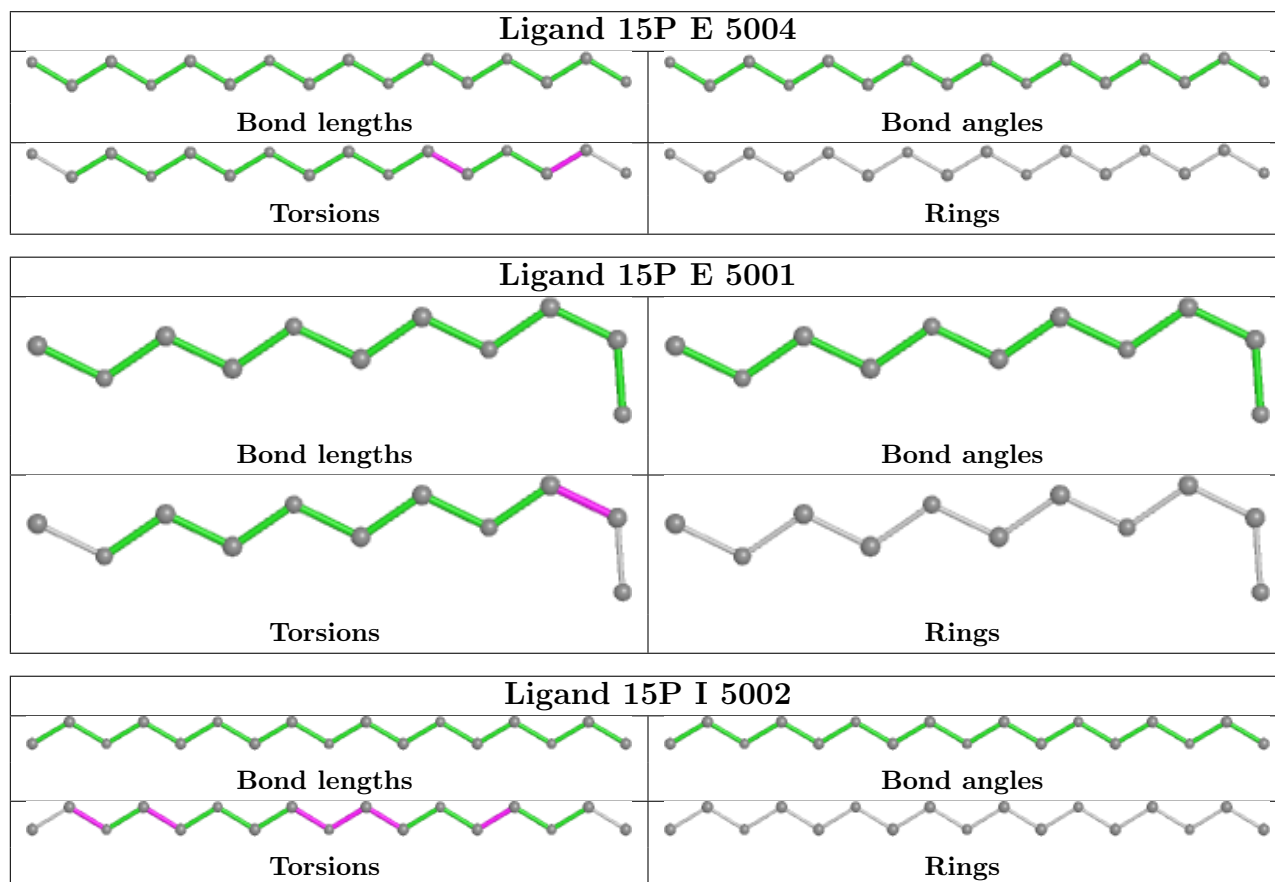 Ligand 15P E 5004
Bond lengths
Bond angles
Torsions
Rings
Ligand 15P E 5001
Bond lengths
Bond angles
Torsions
Rings
Ligand 15P I 5002
Bond lengths
Bond angles
Torsions
Rings